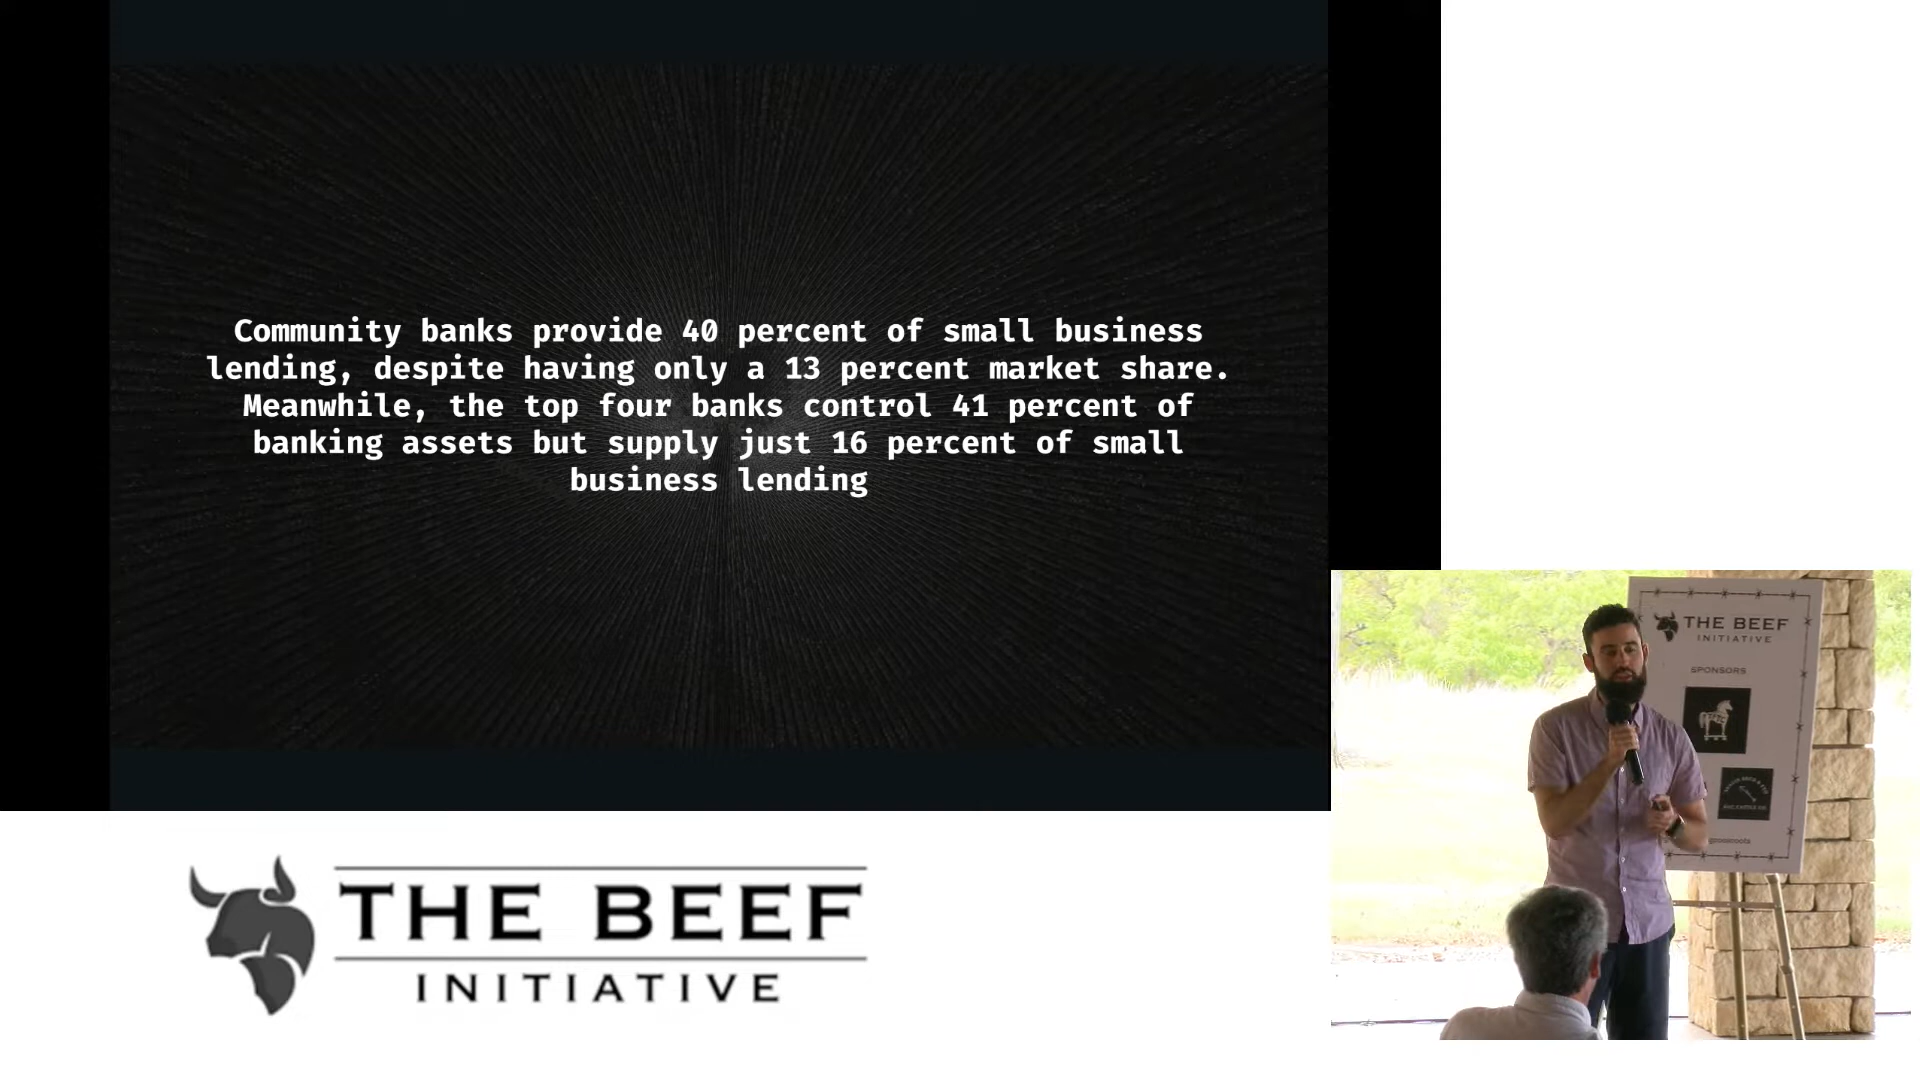 Community banks provide 40 percent of small business
lending, despite having only a 13 percent market share.
Meanwhile, the top four banks control 41 percent of
banking assets but supply just 16 percent of small
business lending
THE BEEF
INITIATIVE
THE BEEF
INITIATIVE
SPONSORS